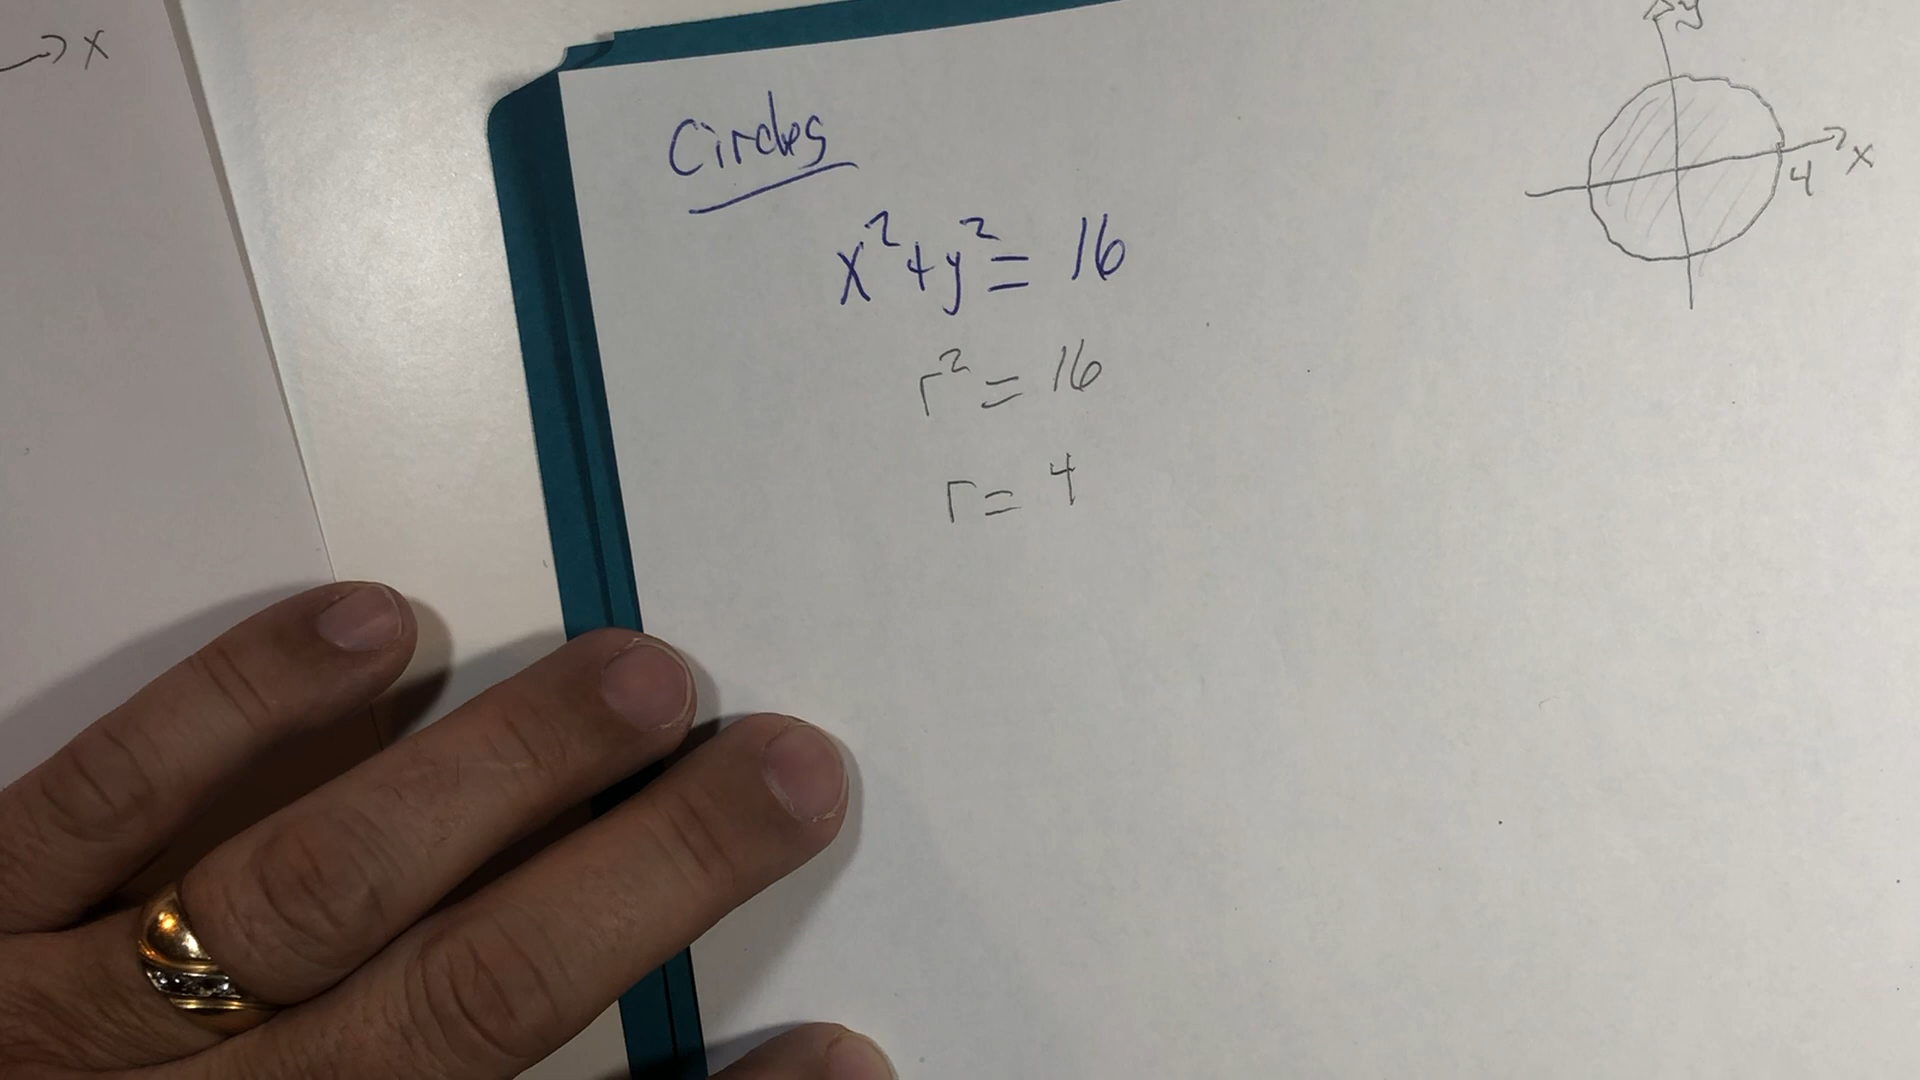 x
Circles
x² + y² = 16
r² = 16
r = 4
y
x
4